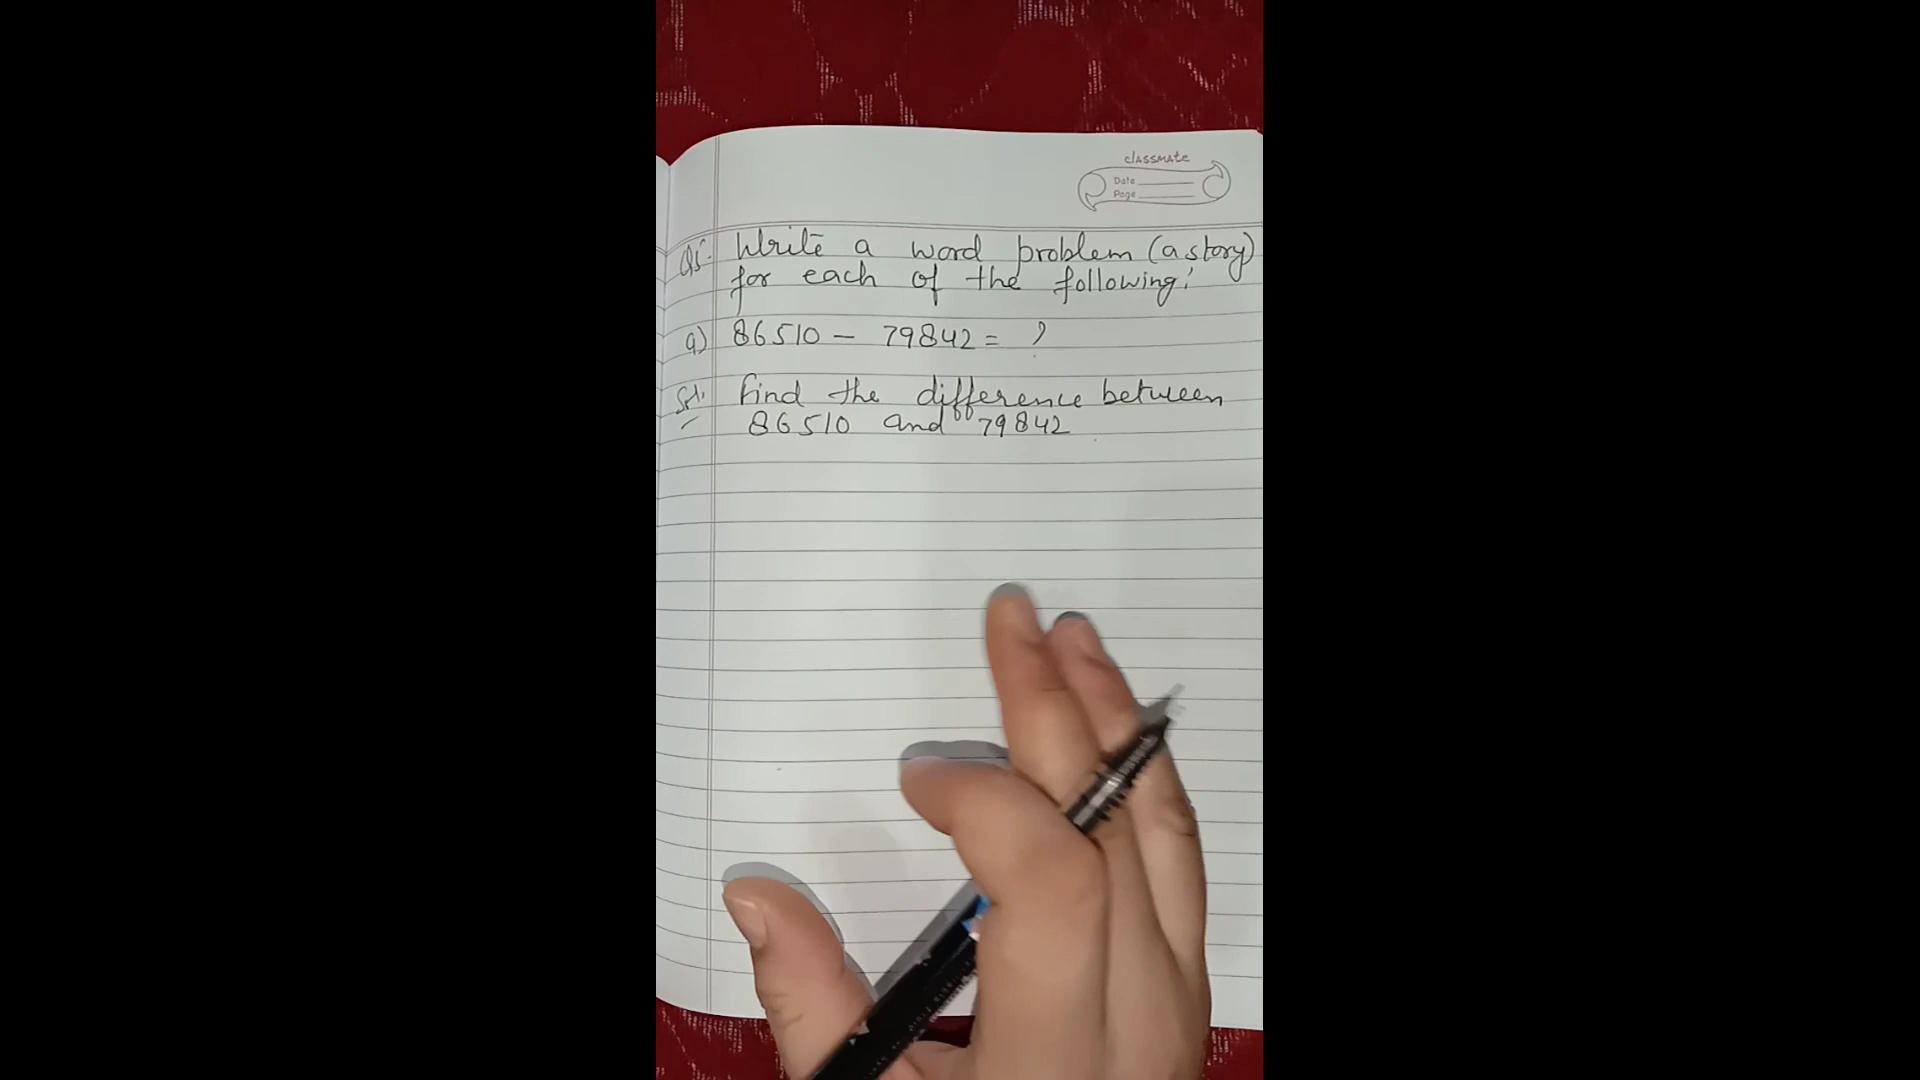 classmate
Date
Page
Qs:- Write a word problem (a story)
for each of the following:
a) 86510 - 79842 = ?
Sol: Find the difference between
86510 and 79842